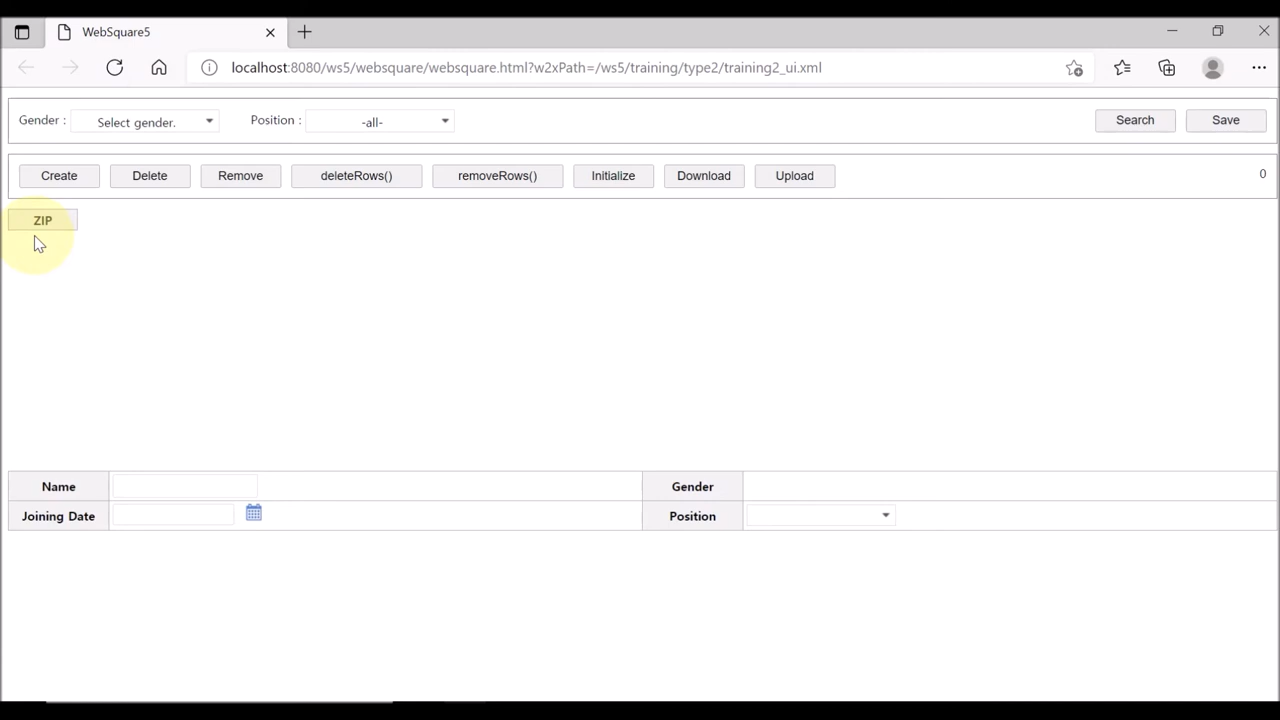 WebSquare5
localhost:8080/ws5/websquare/websquare.html?w2xPath=/ws5/training/type2/training2_ui.xml
Gender : Select gender. Position : -all- Search Save
Create Delete Remove deleteRows() removeRows() Initialize Download Upload 0
ZIP
Name Gender
Joining Date Position